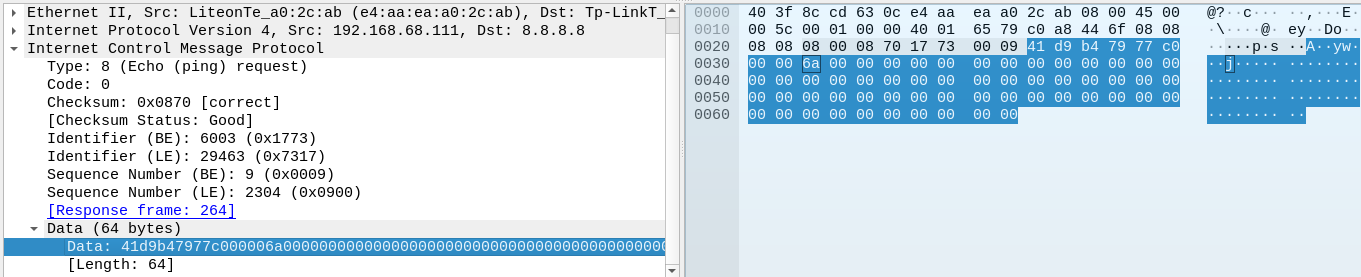 Ethernet II, Src: LiteonTe_a0:2c:ab (e4:aa:ea:a0:2c:ab), Dst: Tp-LinkT_
Internet Protocol Version 4, Src: 192.168.68.111, Dst: 8.8.8.8
Internet Control Message Protocol
Type: 8 (Echo (ping) request)
Code: 0
Checksum: 0x0870 [correct]
[Checksum Status: Good]
Identifier (BE): 6003 (0x1773)
Identifier (LE): 29463 (0x7317)
Sequence Number (BE): 9 (0x0009)
Sequence Number (LE): 2304 (0x0900)
[Response frame: 264]
Data (64 bytes)
Data: 41d9b47977c000006a000000000000000000000000000000000000000000
[Length: 64]
0000 40 3f 8c cd 63 0c e4 aa ea a0 2c ab 08 00 45 00 @?··c··· ··,···E·
0010 00 5c 00 01 00 00 40 01 65 79 c0 a8 44 6f 08 08 ·\····@· ey··Do··
0020 08 08 08 00 08 70 17 73 00 09 41 d9 b4 79 77 c0 ·····p·s ··A··yw·
0030 00 00 6a 00 00 00 00 00 00 00 00 00 00 00 00 00 ··j····· ········
0040 00 00 00 00 00 00 00 00 00 00 00 00 00 00 00 00 ········ ········
0050 00 00 00 00 00 00 00 00 00 00 00 00 00 00 00 00 ········ ········
0060 00 00 00 00 00 00 00 00 00 00 ········ ··